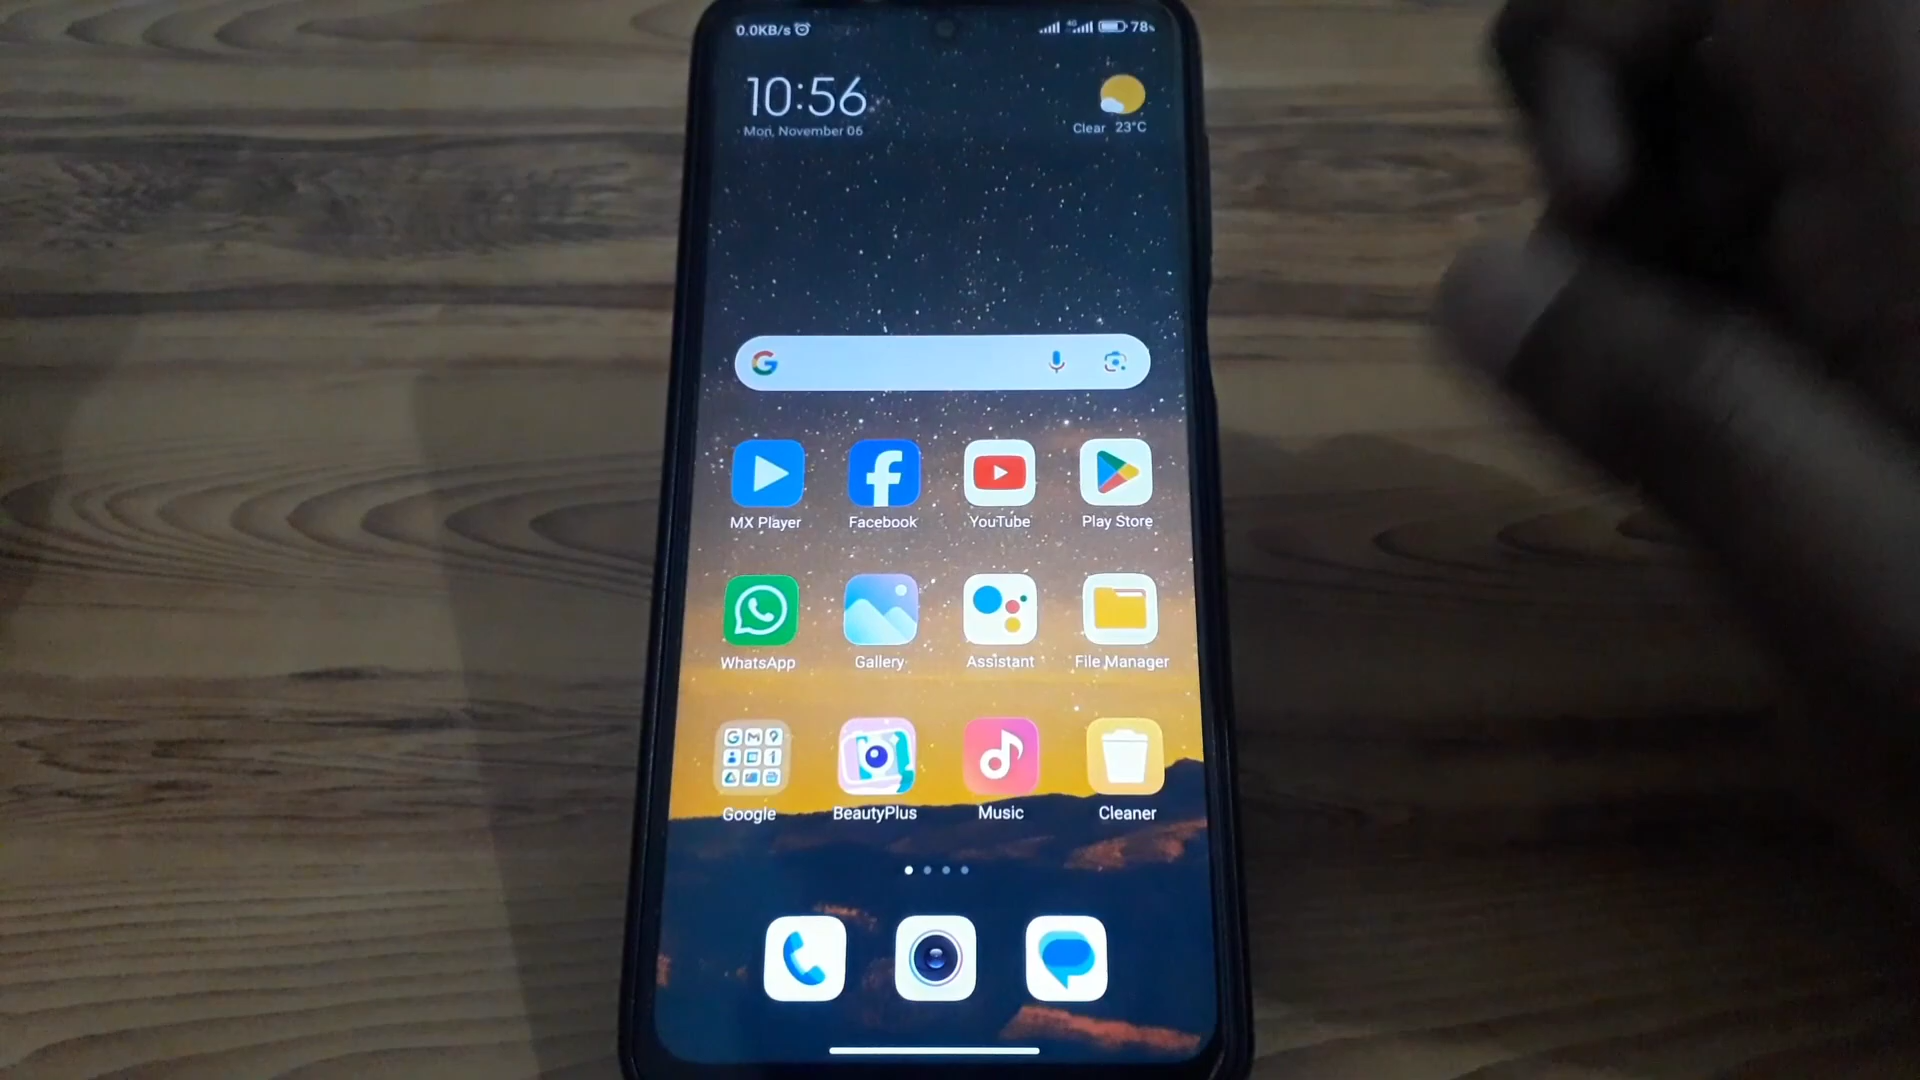 0.0KB/s 4G 78%
10:56
Mon, November 06
Clear 23°C
MX Player Facebook YouTube Play Store
WhatsApp Gallery Assistant File Manager
Google BeautyPlus Music Cleaner